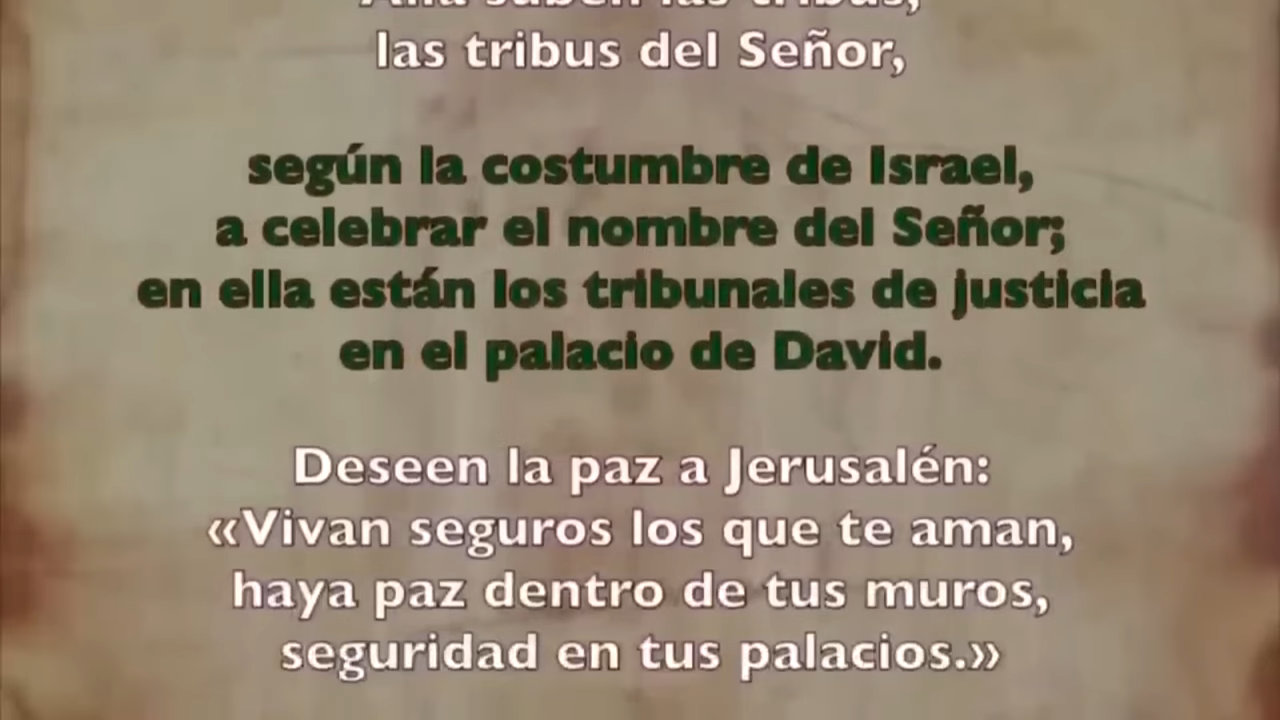 las tribus,
las tribus del Señor,
según la costumbre de Israel,
a celebrar el nombre del Señor;
en ella están los tribunales de justicia
en el palacio de David.
Deseen la paz a Jerusalén:
«Vivan seguros los que te aman,
haya paz dentro de tus muros,
seguridad en tus palacios.»